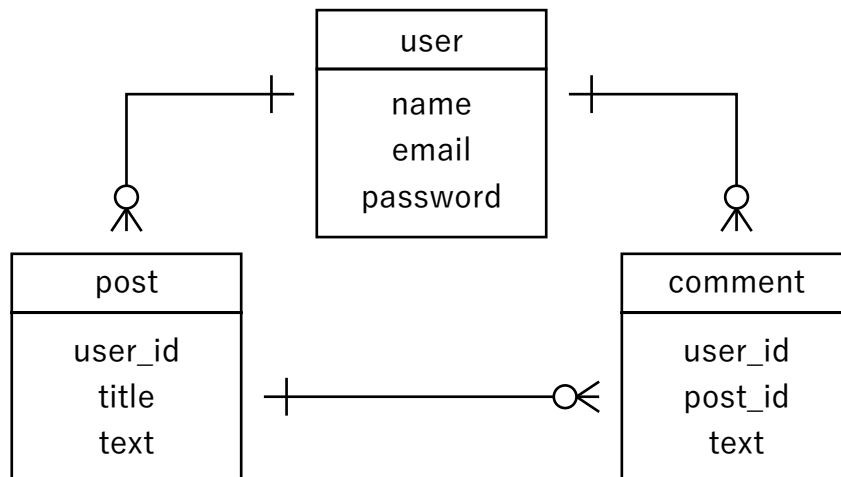 user
name
email
password
post
user_id
title
text
comment
user_id
post_id
text